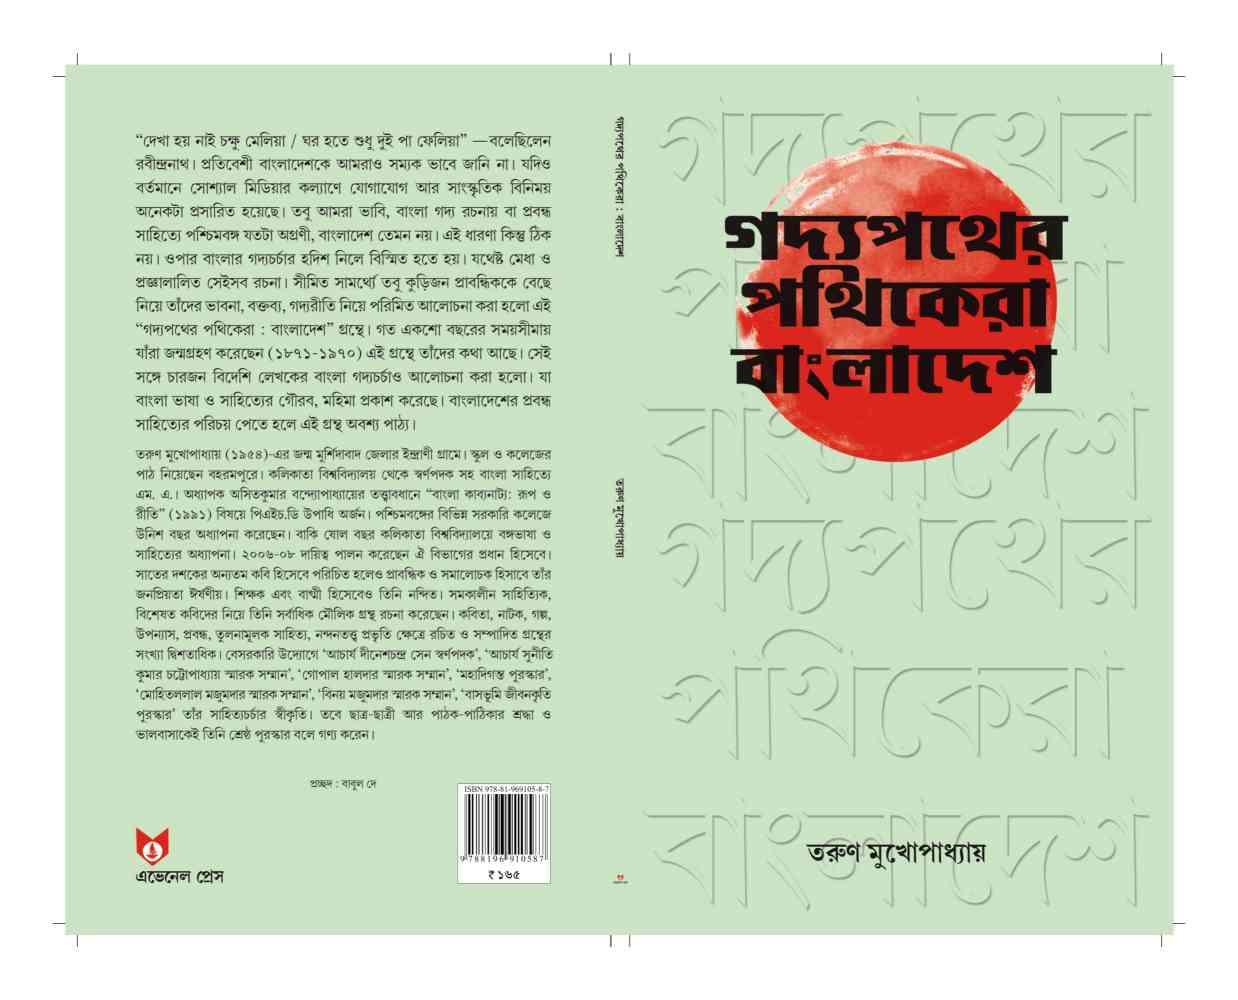 “দেখা হয় নাই চক্ষু মেলিয়া / ঘর হতে শুধু দুই পা ফেলিয়া” —বলেছিলেন
রবীন্দ্রনাথ। প্রতিবেশী বাংলাদেশকে আমরাও সম্যক ভাবে জানি না। যদিও
বর্তমানে সোশ্যাল মিডিয়ার কল্যাণে যোগাযোগ আর সাংস্কৃতিক বিনিময়
অনেকটা প্রসারিত হয়েছে। তবু আমরা ভাবি, বাংলা গদ্য রচনায় বা প্রবন্ধ
সাহিত্যে পশ্চিমবঙ্গ যতটা অগ্রণী, বাংলাদেশ তেমন নয়। এই ধারণা কিন্তু ঠিক
নয়। ওপার বাংলার গদ্যচর্চার হদিশ নিলে বিস্মিত হতে হয়। যথেষ্ট মেধা ও
প্রজ্ঞালালিত সেইসব রচনা। সীমিত সামর্থ্যে তবু কুড়িজন প্রাবন্ধিককে বেছে
নিয়ে তাঁদের ভাবনা, বক্তব্য, গদ্যরীতি নিয়ে পরিমিত আলোচনা করা হলো এই
“গদ্যপথের পথিকেরা : বাংলাদেশ” গ্রন্থে। গত একশো বছরের সময়সীমায়
যাঁরা জন্মগ্রহণ করেছেন (১৮৭১-১৯৭০) এই গ্রন্থে তাঁদের কথা আছে। সেই
সঙ্গে চারজন বিদেশি লেখকের বাংলা গদ্যচর্চাও আলোচনা করা হলো। যা
বাংলা ভাষা ও সাহিত্যের গৌরব, মহিমা প্রকাশ করেছে। বাংলাদেশের প্রবন্ধ
সাহিত্যের পরিচয় পেতে হলে এই গ্রন্থ অবশ্য পাঠ্য।
তরুণ মুখোপাধ্যায় (১৯৫৪)-এর জন্ম মুর্শিদাবাদ জেলার ইন্দ্রাণী গ্রামে। স্কুল ও কলেজের
পাঠ নিয়েছেন বহরমপুরে। কলিকাতা বিশ্ববিদ্যালয় থেকে স্বর্ণপদক সহ বাংলা সাহিত্যে
এম. এ.। অধ্যাপক অসিতকুমার বন্দ্যোপাধ্যায়ের তত্ত্বাবধানে “বাংলা কাব্যনাট্য: রূপ ও
রীতি” (১৯৯১) বিষয়ে পিএইচ.ডি উপাধি অর্জন। পশ্চিমবঙ্গের বিভিন্ন সরকারি কলেজে
উনিশ বছর অধ্যাপনা করেছেন। বাকি ষোল বছর কলিকাতা বিশ্ববিদ্যালয়ে বঙ্গভাষা ও
সাহিত্যের অধ্যাপনা। ২০০৬-০৮ দায়িত্ব পালন করেছেন ঐ বিভাগের প্রধান হিসেবে।
সাতের দশকের অন্যতম কবি হিসেবে পরিচিত হলেও প্রাবন্ধিক ও সমালোচক হিসাবে তাঁর
জনপ্রিয়তা ঈর্ষণীয়। শিক্ষক এবং বাগ্মী হিসেবেও তিনি নন্দিত। সমকালীন সাহিত্যিক,
বিশেষত কবিদের নিয়ে তিনি সর্বাধিক মৌলিক গ্রন্থ রচনা করেছেন। কবিতা, নাটক, গল্প,
উপন্যাস, প্রবন্ধ, তুলনামূলক সাহিত্য, নন্দনতত্ত্ব প্রভৃতি ক্ষেত্রে রচিত ও সম্পাদিত গ্রন্থের
সংখ্যা দ্বিশতাধিক। বেসরকারি উদ্যোগে ‘আচার্য দীনেশচন্দ্র সেন স্বর্ণপদক’, ‘আচার্য সুনীতি
কুমার চট্টোপাধ্যায় স্মারক সম্মান’, ‘গোপাল হালদার স্মারক সম্মান’, ‘মহাদিগন্ত পুরস্কার’,
‘মোহিতলাল মজুমদার স্মারক সম্মান’, ‘বিনয় মজুমদার স্মারক সম্মান’, ‘বাসভূমি জীবনকৃতি
পুরস্কার’ তাঁর সাহিত্যচর্চার স্বীকৃতি। তবে ছাত্র-ছাত্রী আর পাঠক-পাঠিকার শ্রদ্ধা ও
ভালবাসাকেই তিনি শ্রেষ্ঠ পুরস্কার বলে গণ্য করেন।
প্রচ্ছদ : বাবুল দে
ISBN 978-81-969105-8-7
9 788196 910587
₹ ১৬৫
এভেনেল প্রেস
গদ্যপথের পথিকেরা : বাংলাদেশ
তরুণ মুখোপাধ্যায়
গদ্যপথের
পথিকেরা
বাংলাদেশ
গদ্যপথের
পথিকেরা
বাংলাদেশ
গদ্যপথের
পথিকেরা
বাংলাদেশ
তরুণ মুখোপাধ্যায়